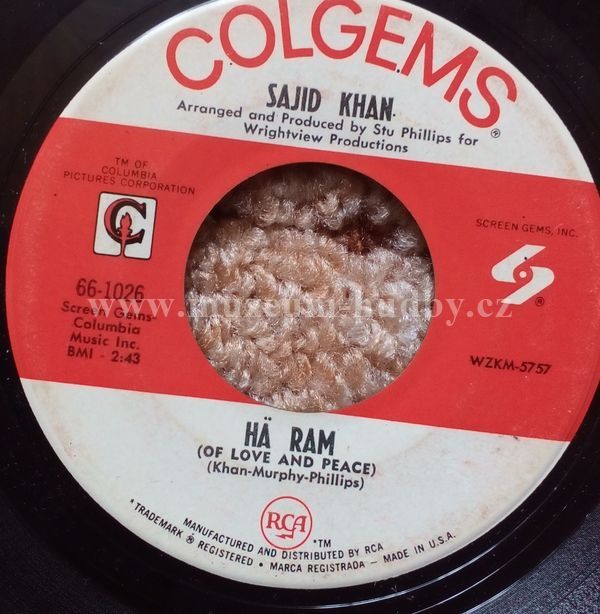 COLGEMS®
SAJID KHAN
Arranged and Produced by Stu Phillips for
Wrightview Productions
TM OF
COLUMBIA
PICTURES CORPORATION
C
SCREEN GEMS, INC.
®
66-1026
Screen Gems-
Columbia
Music Inc.
BMI - 2:43
WZKM-5757
www.muzeum-hudby.cz
HÄ RAM
(OF LOVE AND PEACE)
(Khan-Murphy-Phillips)
RCA
"TM
MANUFACTURED AND DISTRIBUTED BY RCA
*TRADEMARK ® REGISTERED • MARCA REGISTRADA - MADE IN U.S.A.